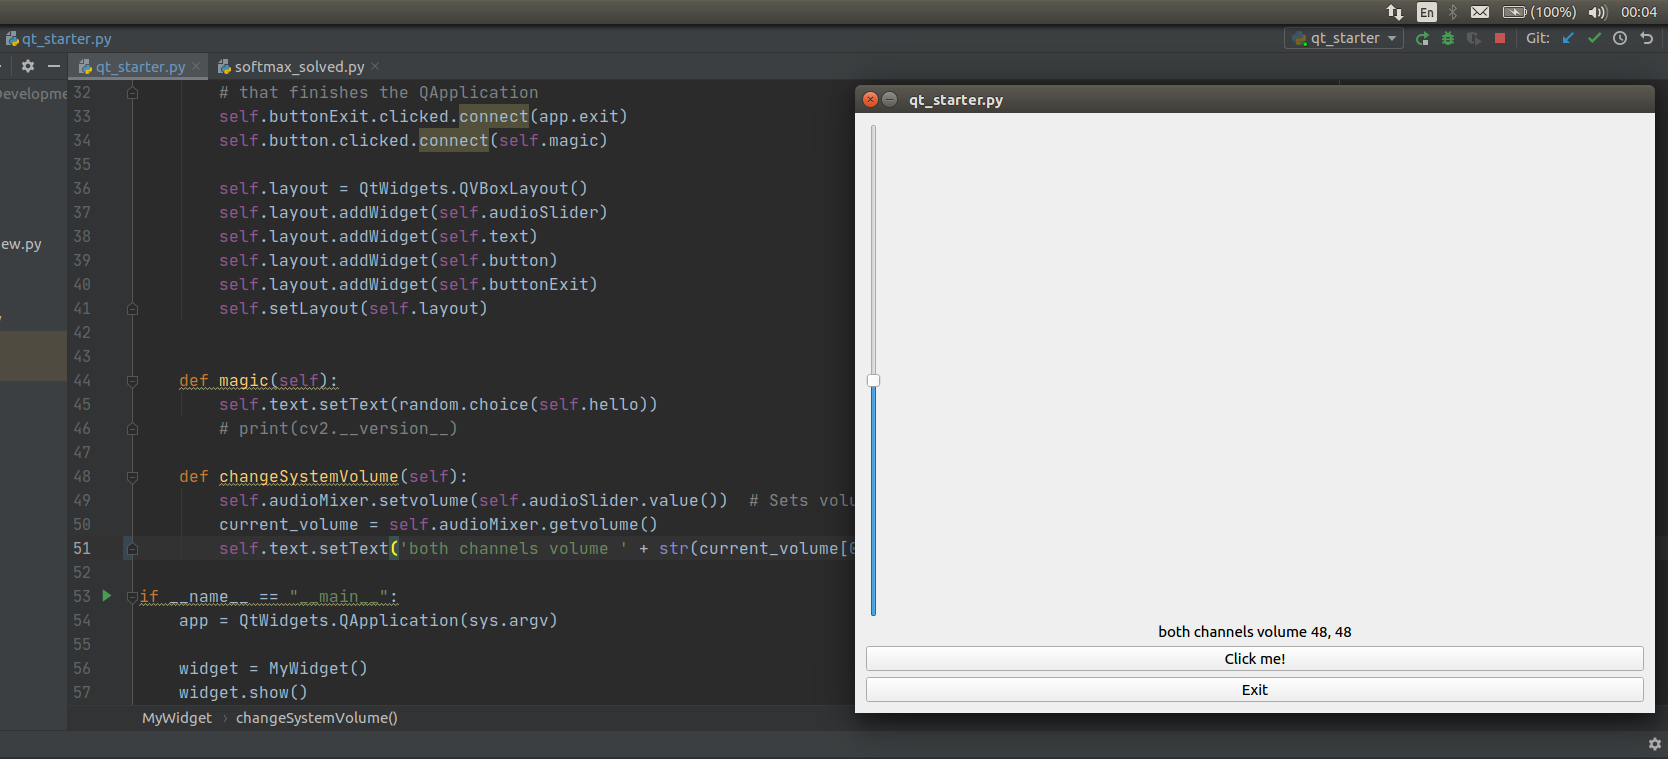 En (100%) 00:04
qt_starter.py qt_starter Git:
qt_starter.py softmax_solved.py
32 # that finishes the QApplication
33 self.buttonExit.clicked.connect(app.exit)
34 self.button.clicked.connect(self.magic)
35
36 self.layout = QtWidgets.QVBoxLayout()
37 self.layout.addWidget(self.audioSlider)
38 self.layout.addWidget(self.text)
39 self.layout.addWidget(self.button)
40 self.layout.addWidget(self.buttonExit)
41 self.setLayout(self.layout)
42
43
44 def magic(self):
45 self.text.setText(random.choice(self.hello))
46 # print(cv2.__version__)
47
48 def changeSystemVolume(self):
49 self.audioMixer.setvolume(self.audioSlider.value()) # Sets volu
50 current_volume = self.audioMixer.getvolume()
51 self.text.setText('both channels volume ' + str(current_volume[0
52
53 if __name__ == "__main__":
54 app = QtWidgets.QApplication(sys.argv)
55
56 widget = MyWidget()
57 widget.show()
MyWidget › changeSystemVolume()
evelopme
ew.py
qt_starter.py
both channels volume 48, 48
Click me!
Exit